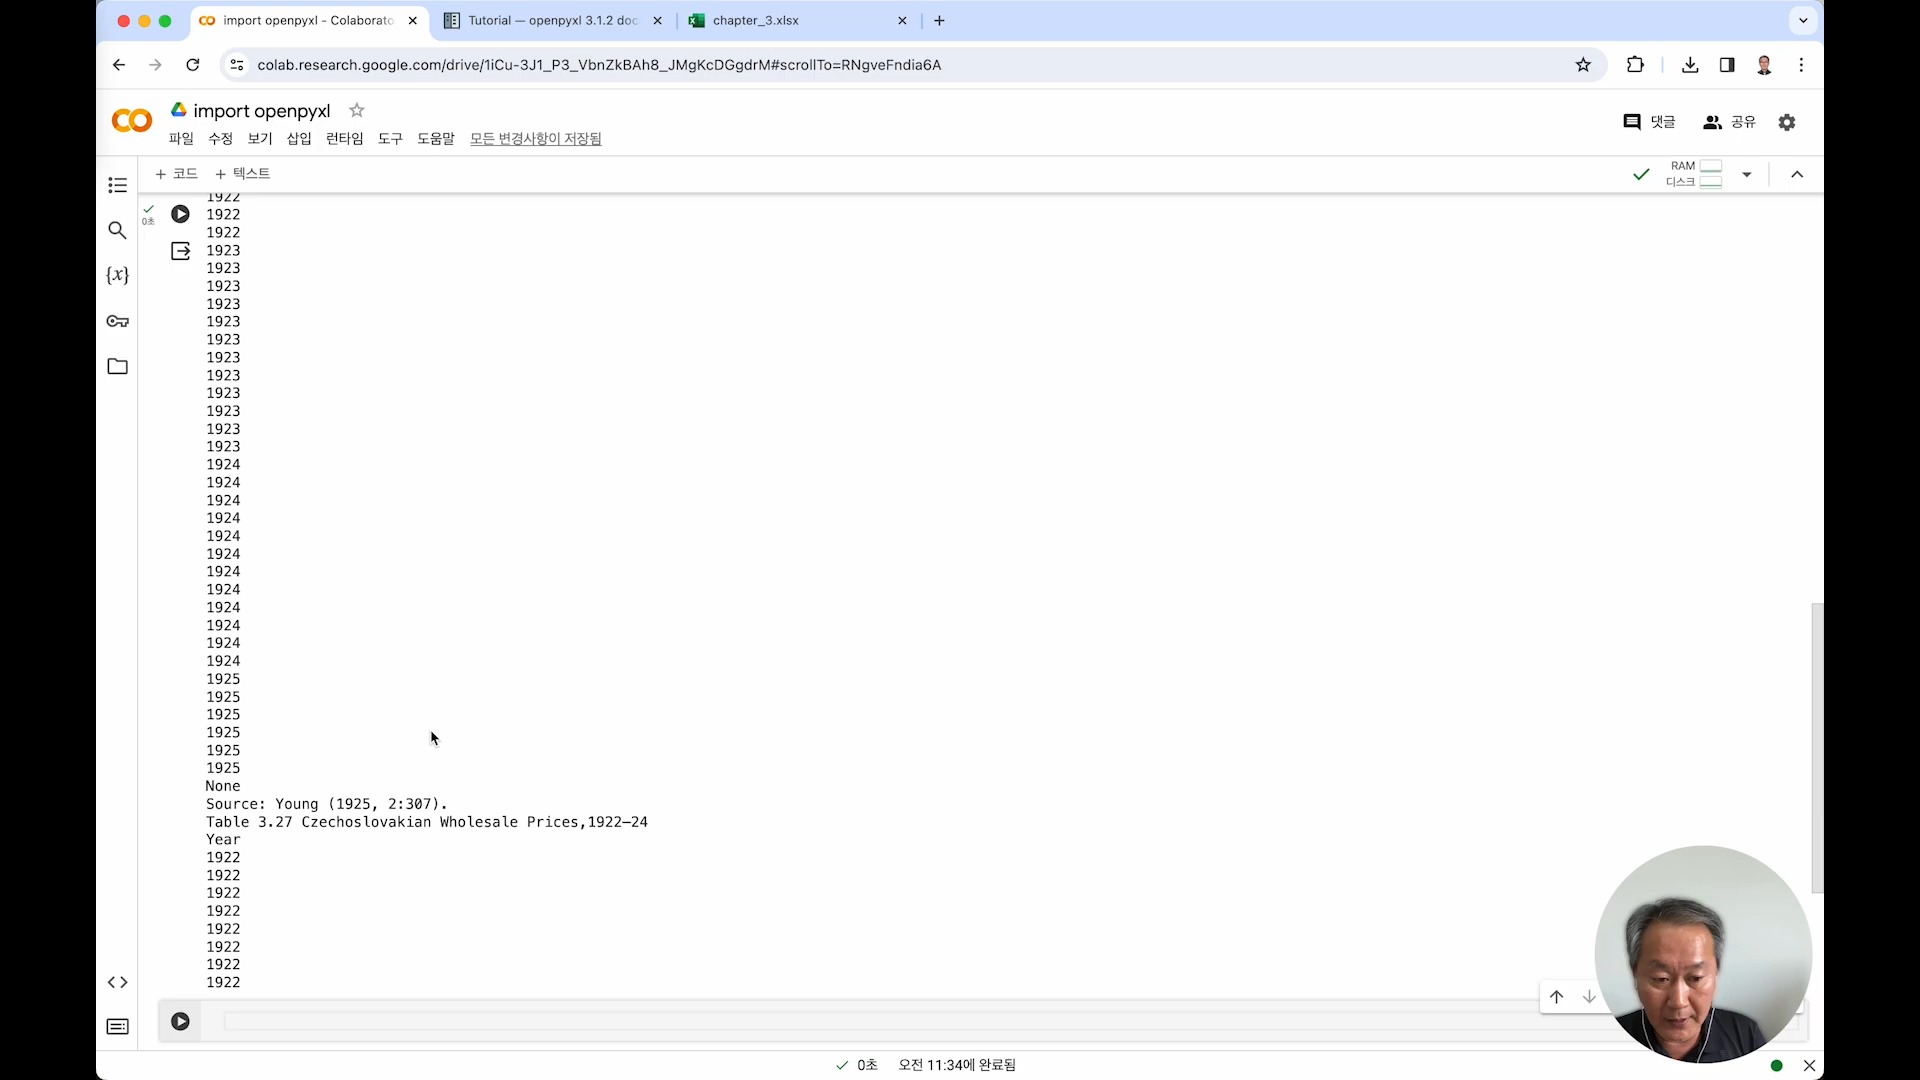 import openpyxl - Colaborato
Tutorial — openpyxl 3.1.2 doc
chapter_3.xlsx
colab.research.google.com/drive/1iCu-3J1_P3_VbnZkBAh8_JMgKcDGgdrM#scrollTo=RNgveFndia6A
import openpyxl
파일 수정 보기 삽입 런타임 도구 도움말 모든 변경사항이 저장됨
댓글 공유
+ 코드 + 텍스트
RAM
디스크
0초
1922
1922
1922
1923
1923
1923
1923
1923
1923
1923
1923
1923
1923
1923
1923
1924
1924
1924
1924
1924
1924
1924
1924
1924
1924
1924
1924
1925
1925
1925
1925
1925
1925
None
Source: Young (1925, 2:307).
Table 3.27 Czechoslovakian Wholesale Prices,1922–24
Year
1922
1922
1922
1922
1922
1922
1922
1922
0초 오전 11:34에 완료됨